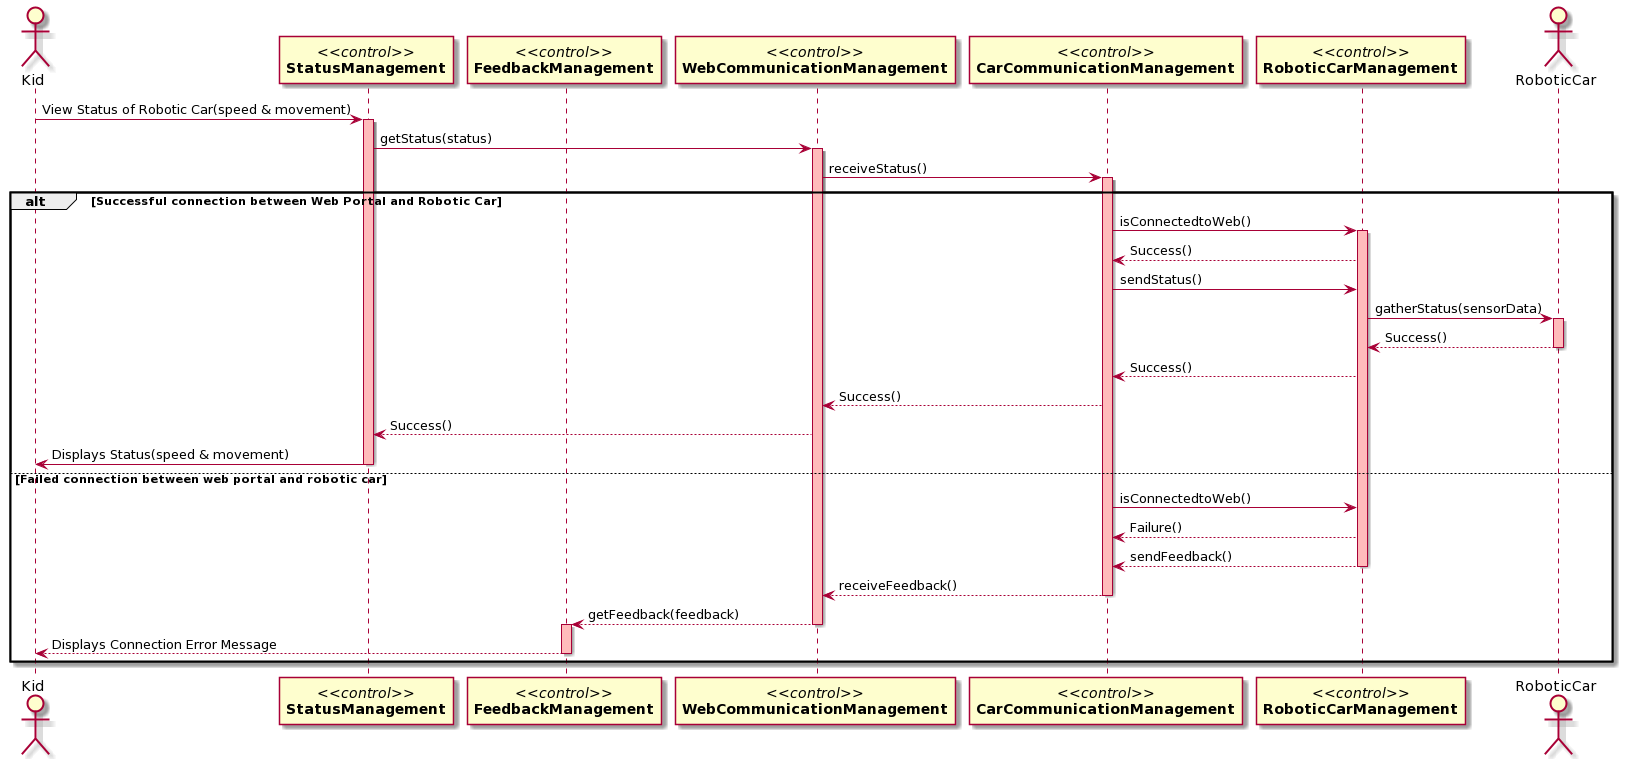 Kid
<<control>>
StatusManagement
<<control>>
FeedbackManagement
<<control>>
WebCommunicationManagement
<<control>>
CarCommunicationManagement
<<control>>
RoboticCarManagement
RoboticCar
View Status of Robotic Car(speed & movement)
getStatus(status)
receiveStatus()
alt [Successful connection between Web Portal and Robotic Car]
isConnectedtoWeb()
Success()
sendStatus()
gatherStatus(sensorData)
Success()
Success()
Success()
Success()
Displays Status(speed & movement)
[Failed connection between web portal and robotic car]
isConnectedtoWeb()
Failure()
sendFeedback()
receiveFeedback()
getFeedback(feedback)
Displays Connection Error Message
Kid
<<control>>
StatusManagement
<<control>>
FeedbackManagement
<<control>>
WebCommunicationManagement
<<control>>
CarCommunicationManagement
<<control>>
RoboticCarManagement
RoboticCar